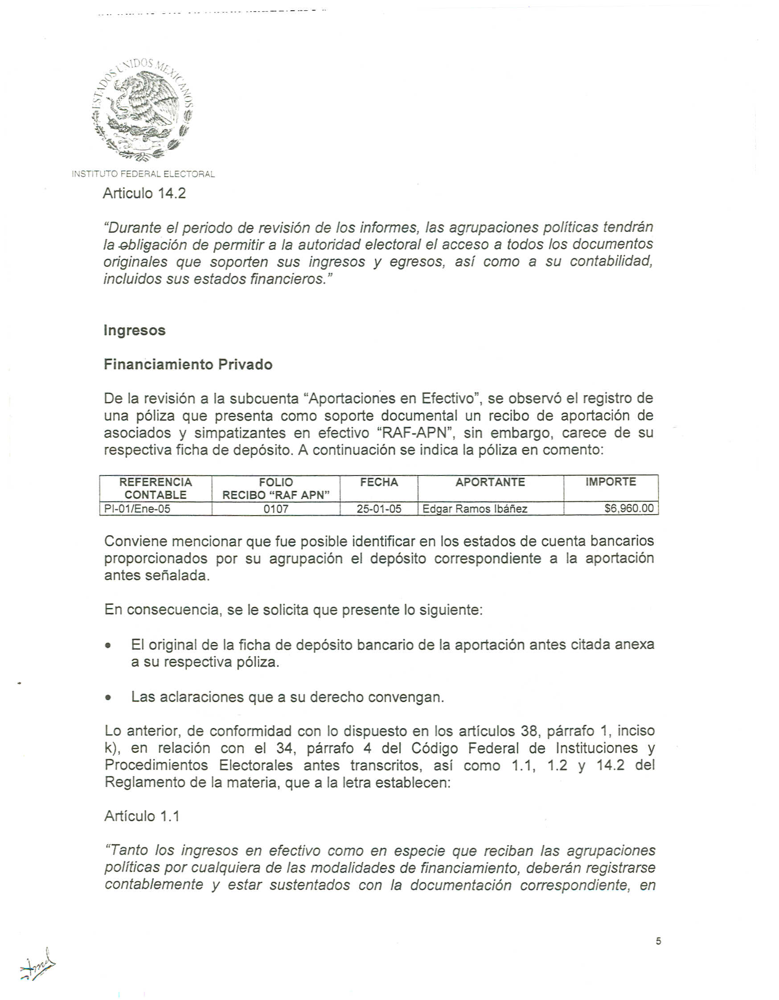 ESTADOS UNIDOS MEXICANOS
INSTITUTO FEDERAL ELECTORAL
Articulo 14.2
“Durante el periodo de revisión de los informes, las agrupaciones políticas tendrán
la obligación de permitir a la autoridad electoral el acceso a todos los documentos
originales que soporten sus ingresos y egresos, así como a su contabilidad,
incluidos sus estados financieros.”
Ingresos
Financiamiento Privado
De la revisión a la subcuenta “Aportaciones en Efectivo”, se observó el registro de
una póliza que presenta como soporte documental un recibo de aportación de
asociados y simpatizantes en efectivo “RAF-APN”, sin embargo, carece de su
respectiva ficha de depósito. A continuación se indica la póliza en comento:
REFERENCIA CONTABLE FOLIO RECIBO “RAF APN” FECHA APORTANTE IMPORTE
PI-01/Ene-05 0107 25-01-05 Edgar Ramos Ibáñez $6,960.00
Conviene mencionar que fue posible identificar en los estados de cuenta bancarios
proporcionados por su agrupación el depósito correspondiente a la aportación
antes señalada.
En consecuencia, se le solicita que presente lo siguiente:
• El original de la ficha de depósito bancario de la aportación antes citada anexa
a su respectiva póliza.
• Las aclaraciones que a su derecho convengan.
Lo anterior, de conformidad con lo dispuesto en los artículos 38, párrafo 1, inciso
k), en relación con el 34, párrafo 4 del Código Federal de Instituciones y
Procedimientos Electorales antes transcritos, así como 1.1, 1.2 y 14.2 del
Reglamento de la materia, que a la letra establecen:
Artículo 1.1
“Tanto los ingresos en efectivo como en especie que reciban las agrupaciones
políticas por cualquiera de las modalidades de financiamiento, deberán registrarse
contablemente y estar sustentados con la documentación correspondiente, en
5